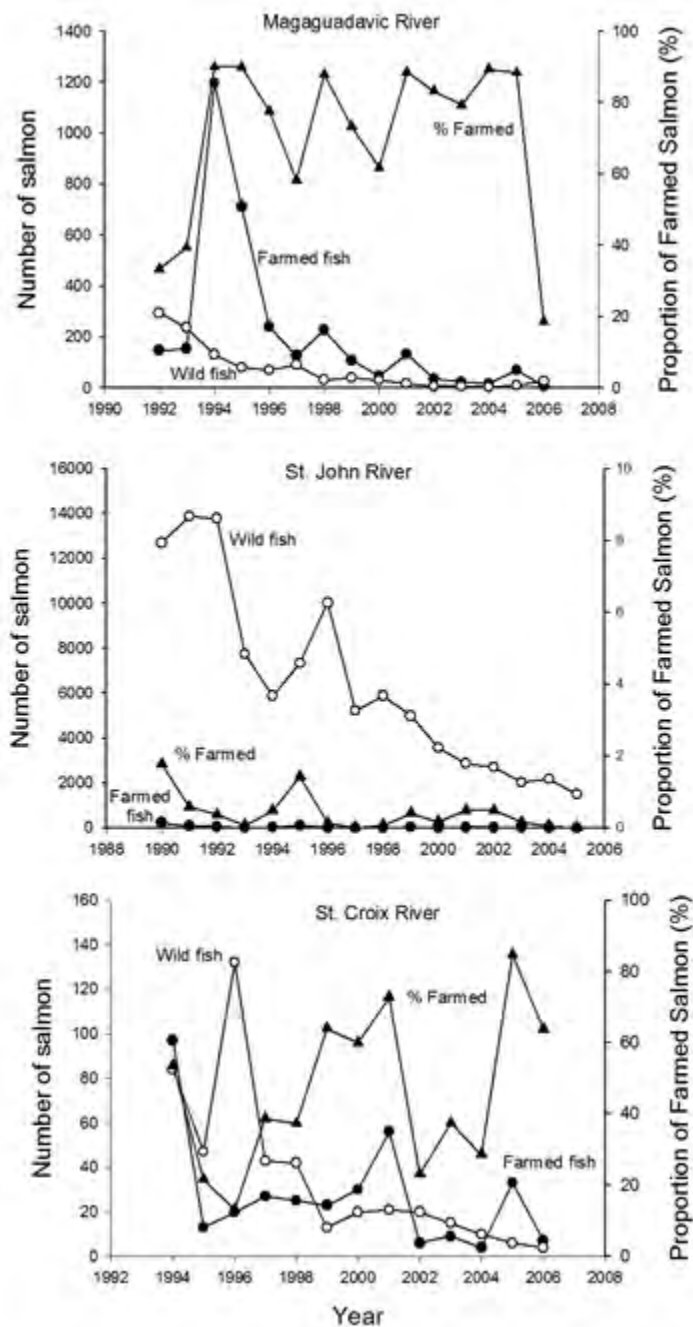 Magaguadavic River
Number of salmon
Proportion of Farmed Salmon (%)
1400
1200
1000
800
600
400
200
0
100
80
60
40
20
0
% Farmed
Farmed fish
Wild fish
1990 1992 1994 1996 1998 2000 2002 2004 2006 2008
St. John River
Number of salmon
Proportion of Farmed Salmon (%)
16000
14000
12000
10000
8000
6000
4000
2000
0
10
8
6
4
2
0
Wild fish
% Farmed
Farmed
fish
1988 1990 1992 1994 1996 1998 2000 2002 2004 2006
St. Croix River
Number of salmon
Proportion of Farmed Salmon (%)
160
140
120
100
80
60
40
20
0
100
80
60
40
20
0
Wild fish
% Farmed
Farmed fish
1992 1994 1996 1998 2000 2002 2004 2006 2008
Year